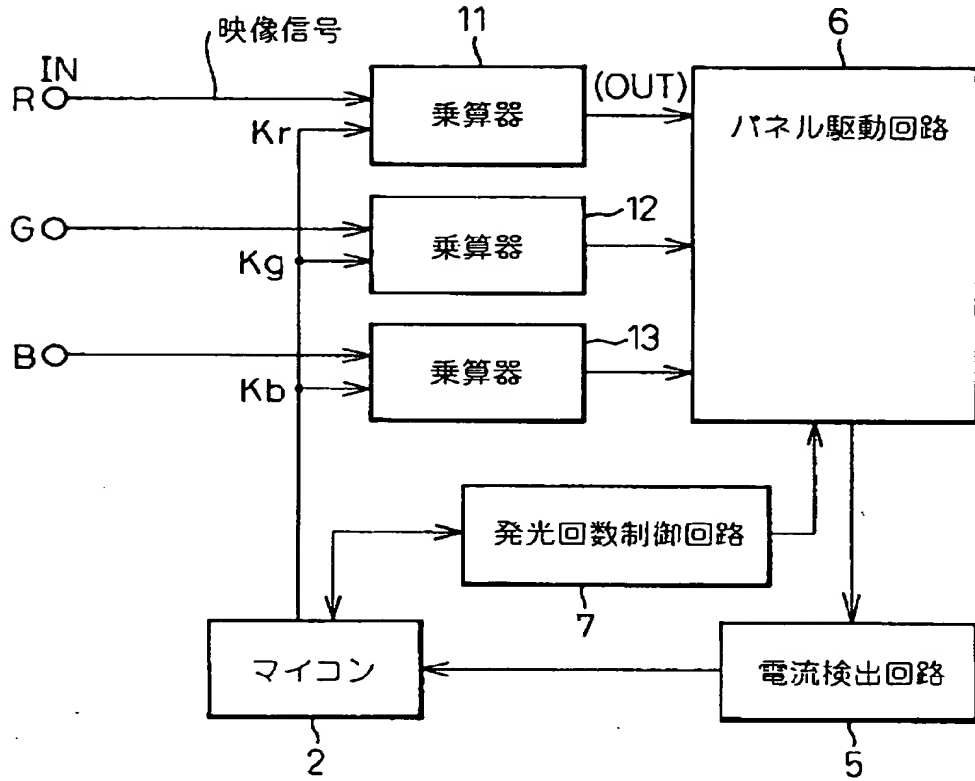 映像信号
11
6
IN
R
乗算器
(OUT)
パネル駆動回路
Kr
12
G
乗算器
Kg
13
B
乗算器
Kb
発光回数制御回路
7
マイコン
電流検出回路
2
5